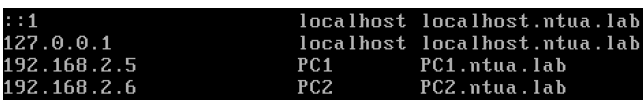 ::1 localhost localhost.ntua.lab
127.0.0.1 localhost localhost.ntua.lab
192.168.2.5 PC1 PC1.ntua.lab
192.168.2.6 PC2 PC2.ntua.lab